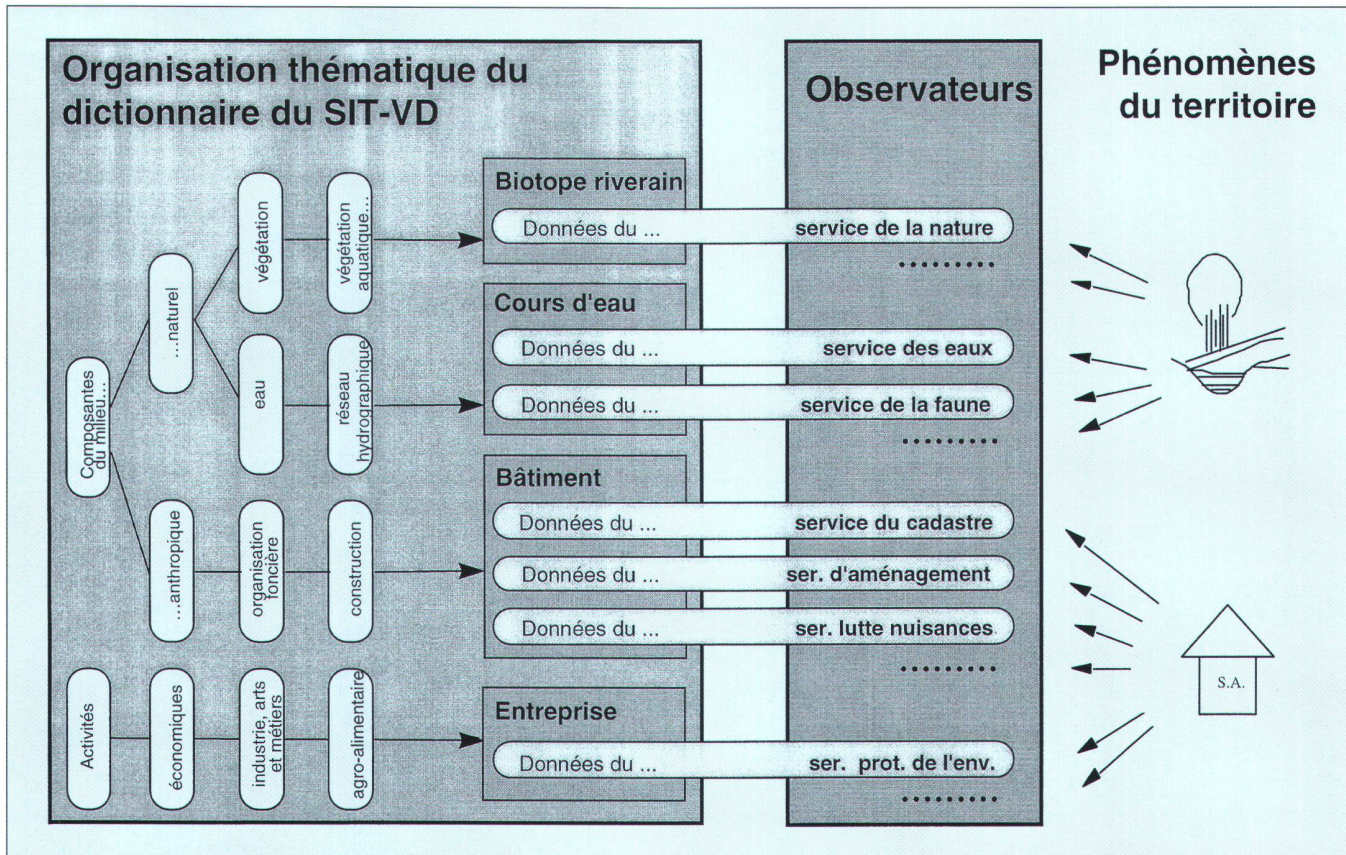 Organisation thématique du
dictionnaire du SIT-VD
Composantes
du milieu...
...naturel
végétation
végétation
aquatique...
eau
réseau
hydrographique
...anthropique
organisation
foncière
construction
Activités
économiques
industrie, arts
et métiers
agro-alimentaire
Biotope riverain
Données du ...
Cours d'eau
Données du ...
Données du ...
Bâtiment
Données du ...
Données du ...
Données du ...
Entreprise
Données du ...
Observateurs
service de la nature
..........
service des eaux
service de la faune
..........
service du cadastre
ser. d'aménagement
ser. lutte nuisances
..........
ser. prot. de l'env.
..........
Phénomènes
du territoire
S.A.